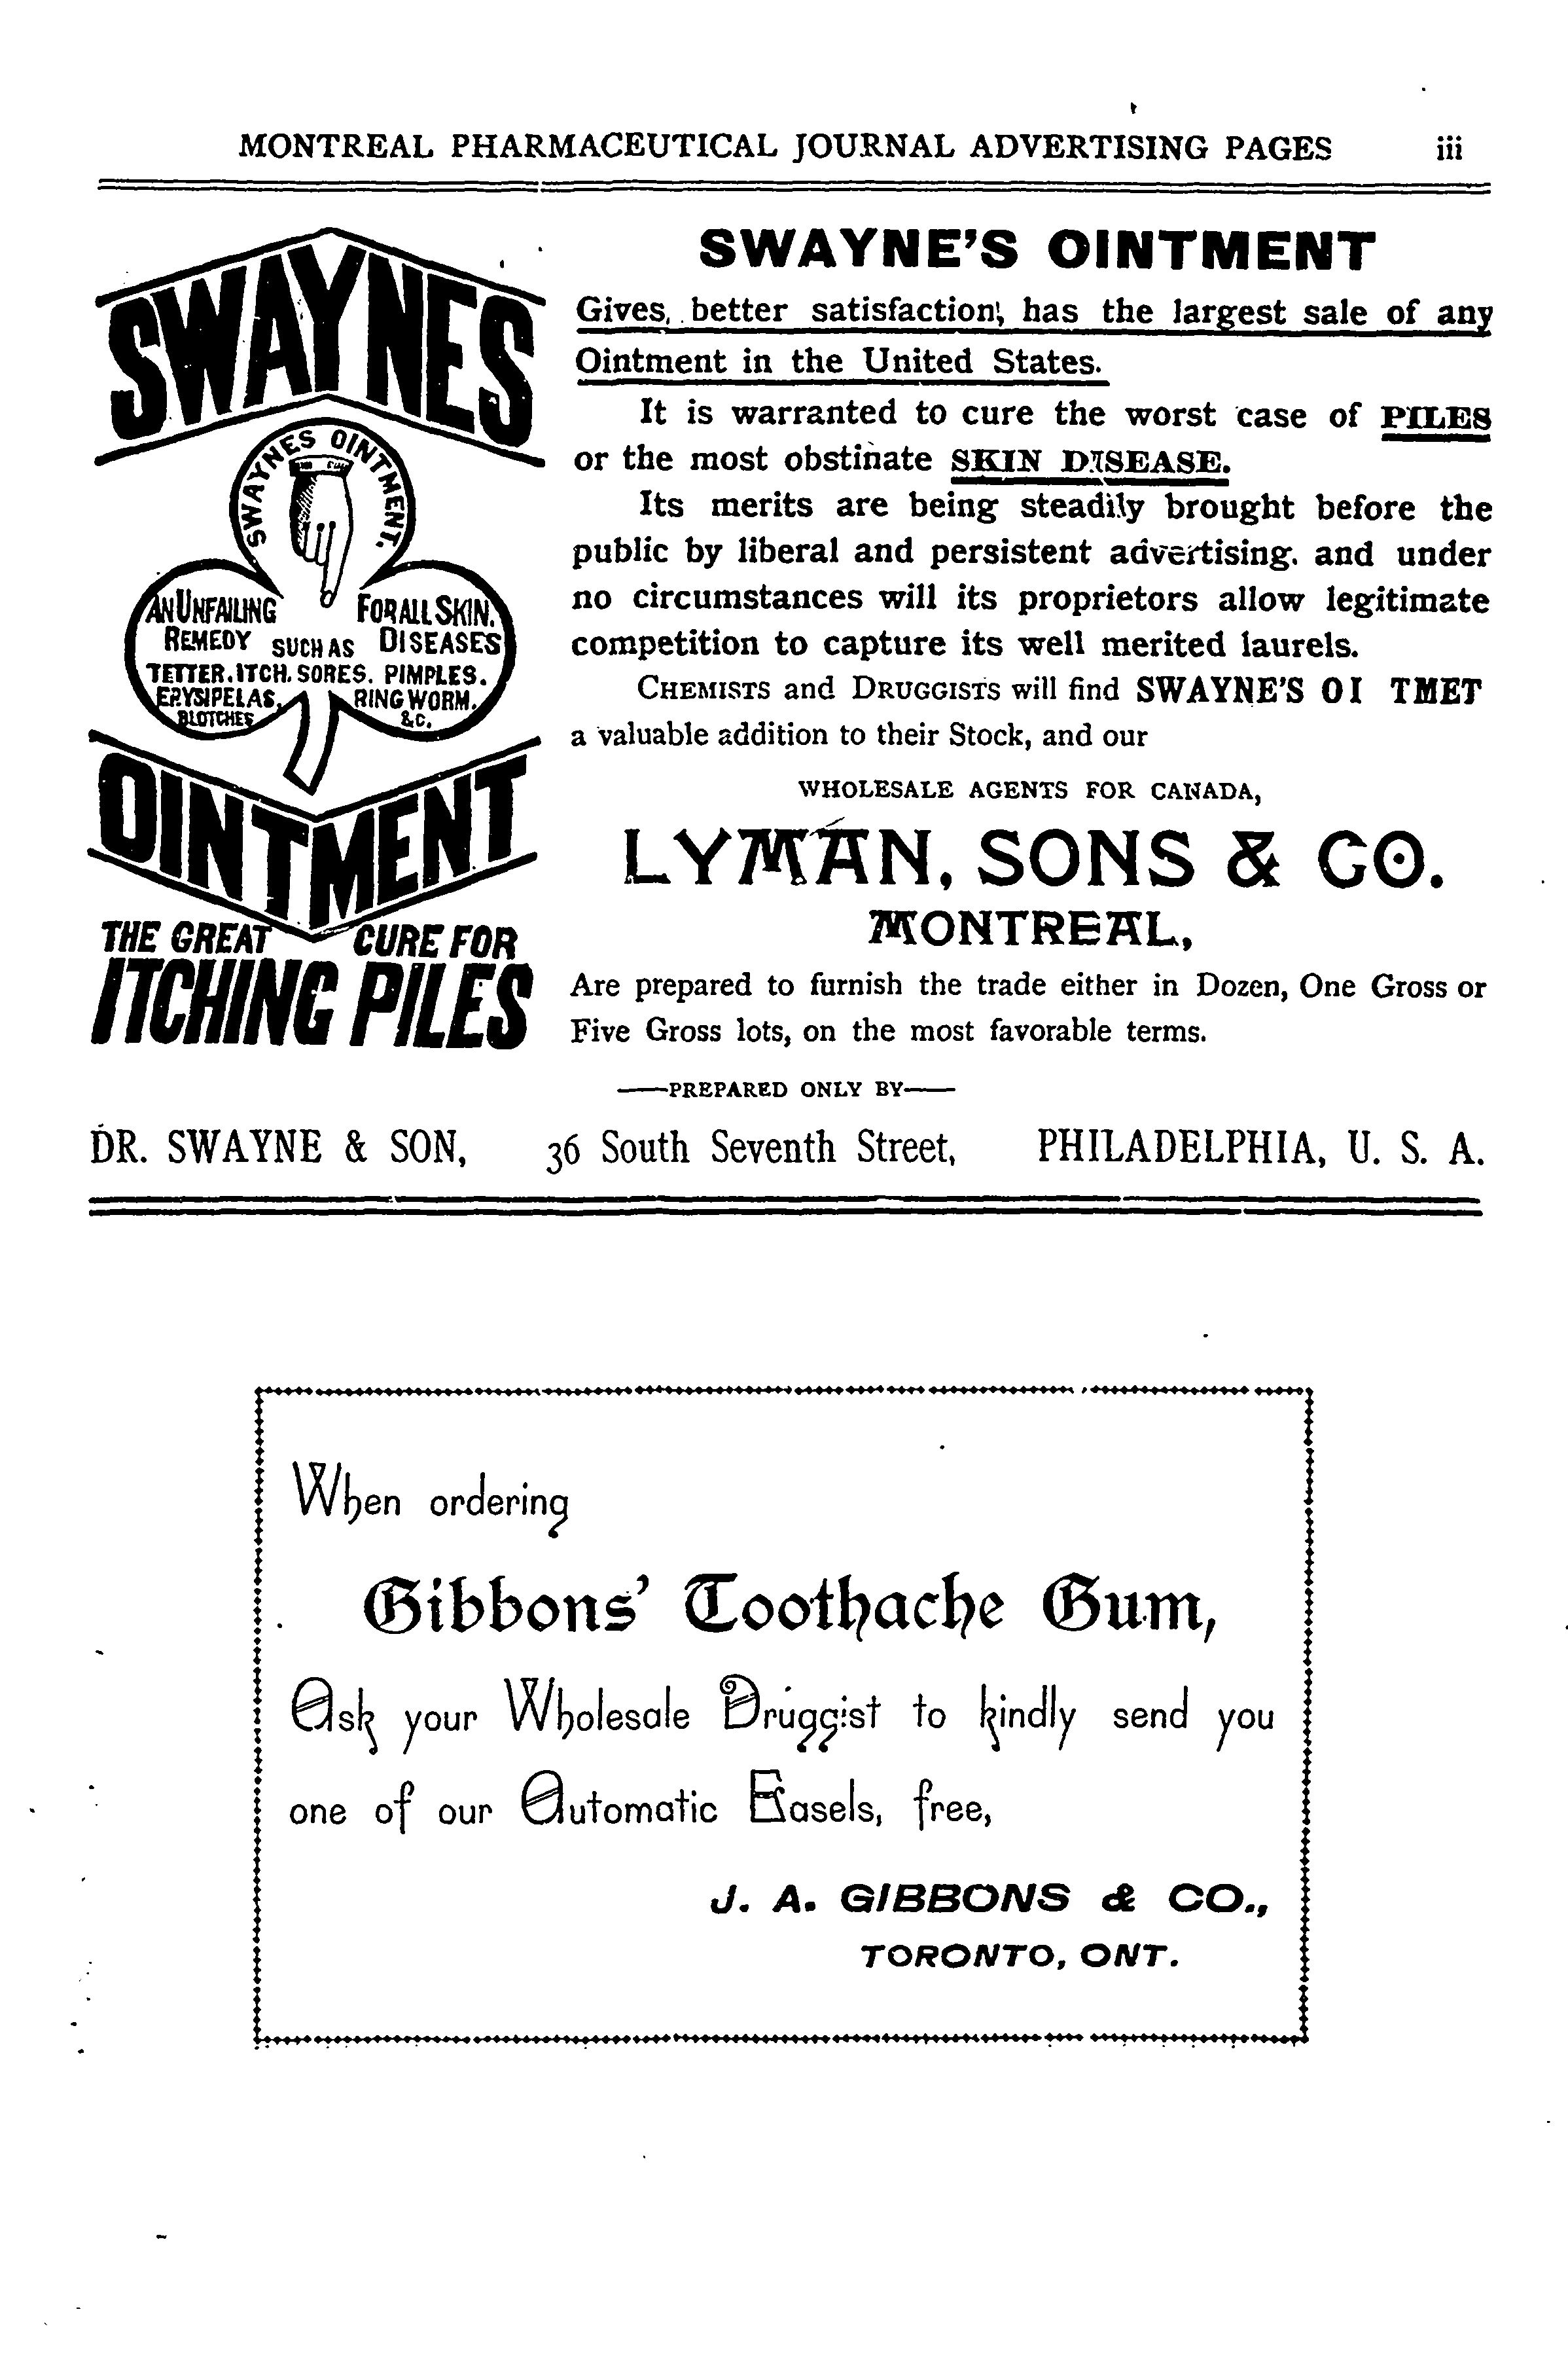 MONTREAL PHARMACEUTICAL JOURNAL ADVERTISING PAGES iii
SWAYNES
SWAYNES OINTMENT.
AN UNFAILING FOR ALL SKIN.
REMEDY SUCH AS DISEASES
TETTER. ITCH. SORES. PIMPLES.
ERYSIPELAS, RING WORM.
BLOTCHES &C.
OINTMENT
THE GREAT CURE FOR
ITCHING PILES
SWAYNE'S OINTMENT
Gives, better satisfaction, has the largest sale of any
Ointment in the United States.
It is warranted to cure the worst case of PILES
or the most obstinate SKIN DISEASE.
Its merits are being steadily brought before the
public by liberal and persistent advertising. and under
no circumstances will its proprietors allow legitimate
competition to capture its well merited laurels.
CHEMISTS and DRUGGISTS will find SWAYNE'S OI TMET
a valuable addition to their Stock, and our
WHOLESALE AGENTS FOR CANADA,
LYMAN, SONS & CO.
MONTREAL,
Are prepared to furnish the trade either in Dozen, One Gross or
Five Gross lots, on the most favorable terms.
—PREPARED ONLY BY—
DR. SWAYNE & SON, 36 South Seventh Street, PHILADELPHIA, U. S. A.
When ordering
Gibbons' Toothache Gum,
Ask your Wholesale Druggist to kindly send you
one of our Automatic Easels, free,
J. A. GIBBONS & CO.,
TORONTO, ONT.